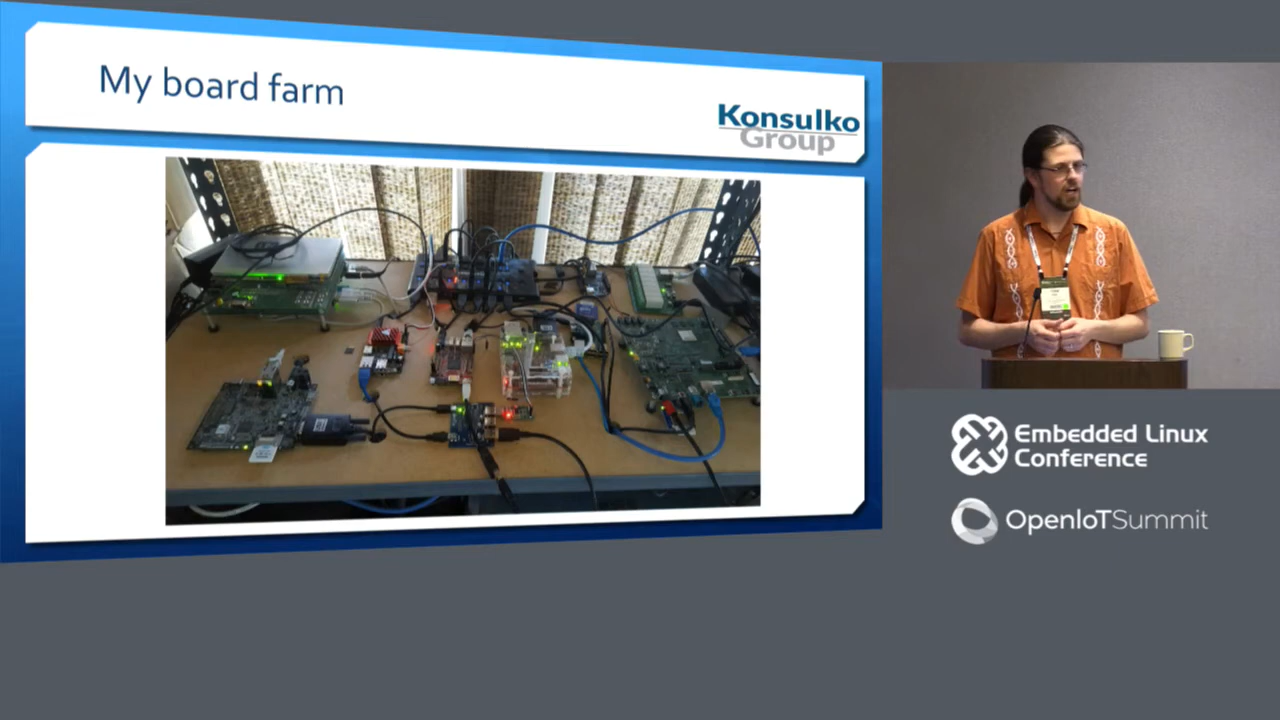 My board farm
Konsulko
Group
Embedded Linux
Conference
OpenIoTSummit